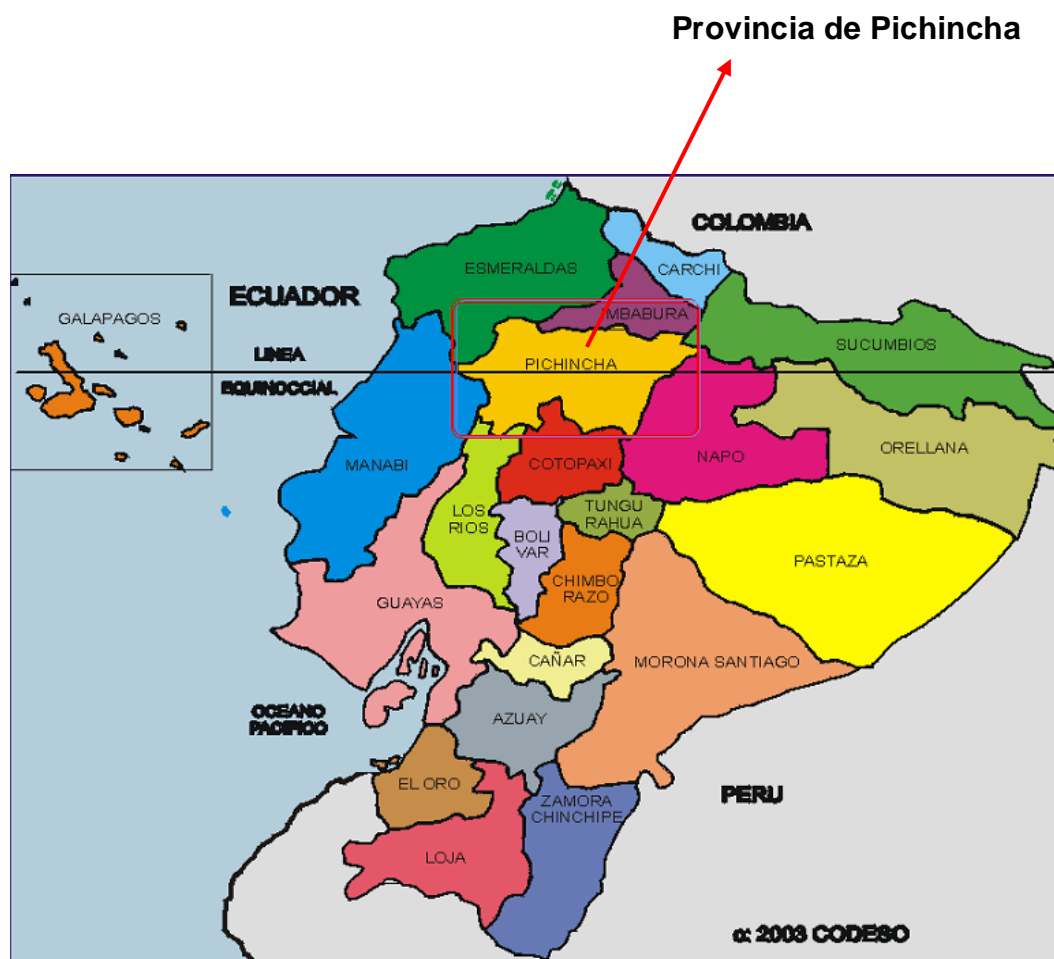 Provincia de Pichincha
COLOMBIA
ESMERALDAS
CARCHI
ECUADOR
GALAPAGOS
MBABURA
SUCUMBIOS
LINEA
EQUINOCCIAL
PICHINCHA
MANABI
COTOPAXI
NAPO
ORELLANA
LOS
RIOS
TUNGU
RAHUA
BOLI
VAR
PASTAZA
CHIMBO
RAZO
GUAYAS
CAÑAR
MORONA SANTIAGO
OCEANO
PACIFICO
AZUAY
EL ORO
ZAMORA
CHINCHIPE
PERU
LOJA
α: 2003 CODESO